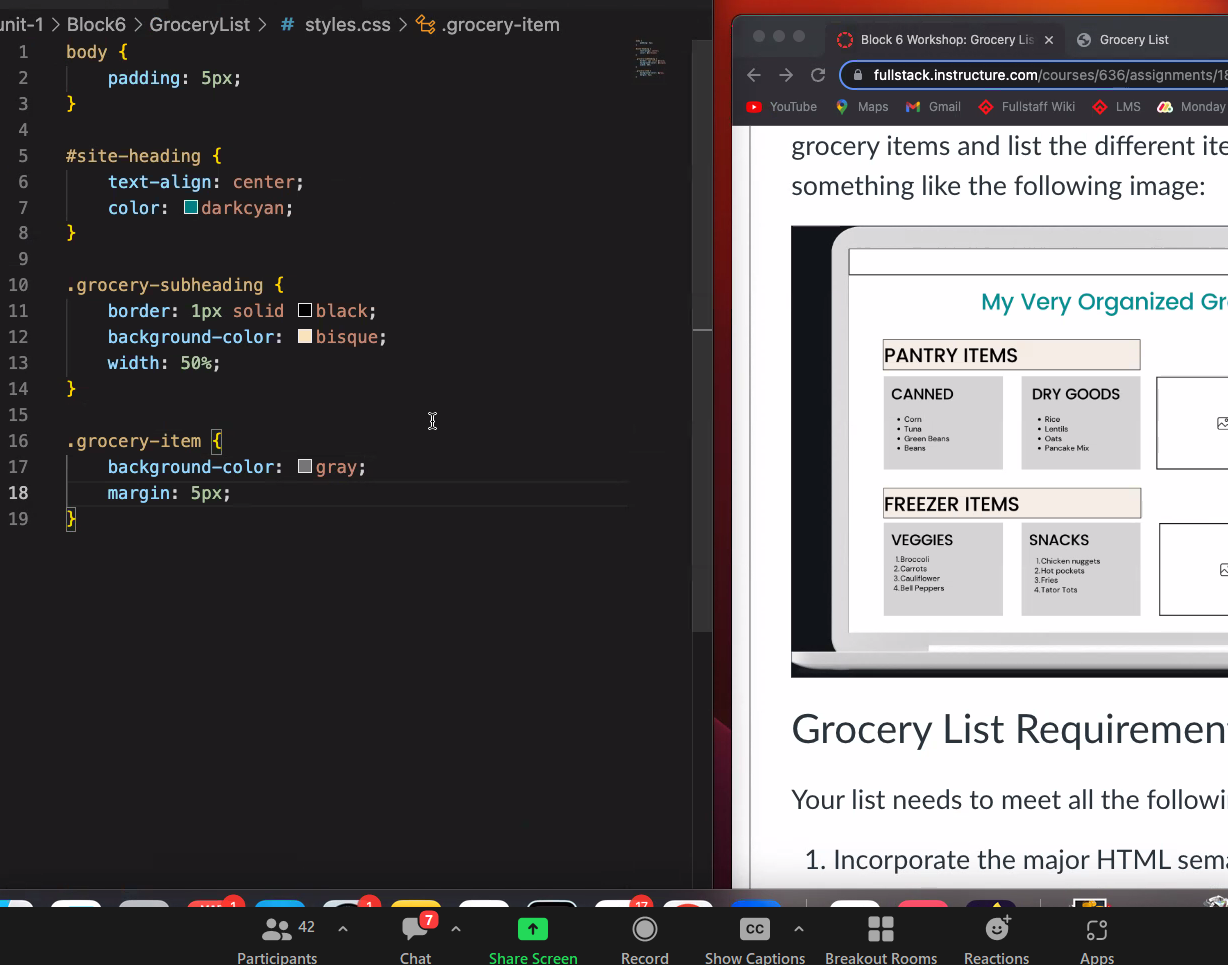 unit-1 > Block6 > GroceryList > # styles.css > .grocery-item
1 body {
2 padding: 5px;
3 }
4
5 #site-heading {
6 text-align: center;
7 color: darkcyan;
8 }
9
10 .grocery-subheading {
11 border: 1px solid black;
12 background-color: bisque;
13 width: 50%;
14 }
15
16 .grocery-item {
17 background-color: gray;
18 margin: 5px;
19 }
Block 6 Workshop: Grocery Lis
Grocery List
fullstack.instructure.com/courses/636/assignments/18
YouTube Maps Gmail Fullstaff Wiki LMS Monday
grocery items and list the different ite
something like the following image:
My Very Organized Gr
PANTRY ITEMS
CANNED
• Corn
• Tuna
• Green Beans
• Beans
DRY GOODS
• Rice
• Lentils
• Oats
• Pancake Mix
FREEZER ITEMS
VEGGIES
1. Broccoli
2. Carrots
3. Cauliflower
4. Bell Peppers
SNACKS
1. Chicken nuggets
2. Hot pockets
3. Fries
4. Tator Tots
Grocery List Requiremen
Your list needs to meet all the followi
1. Incorporate the major HTML sema
1
1
17
42
7
CC
Participants Chat Share Screen Record Show Captions Breakout Rooms Reactions Apps